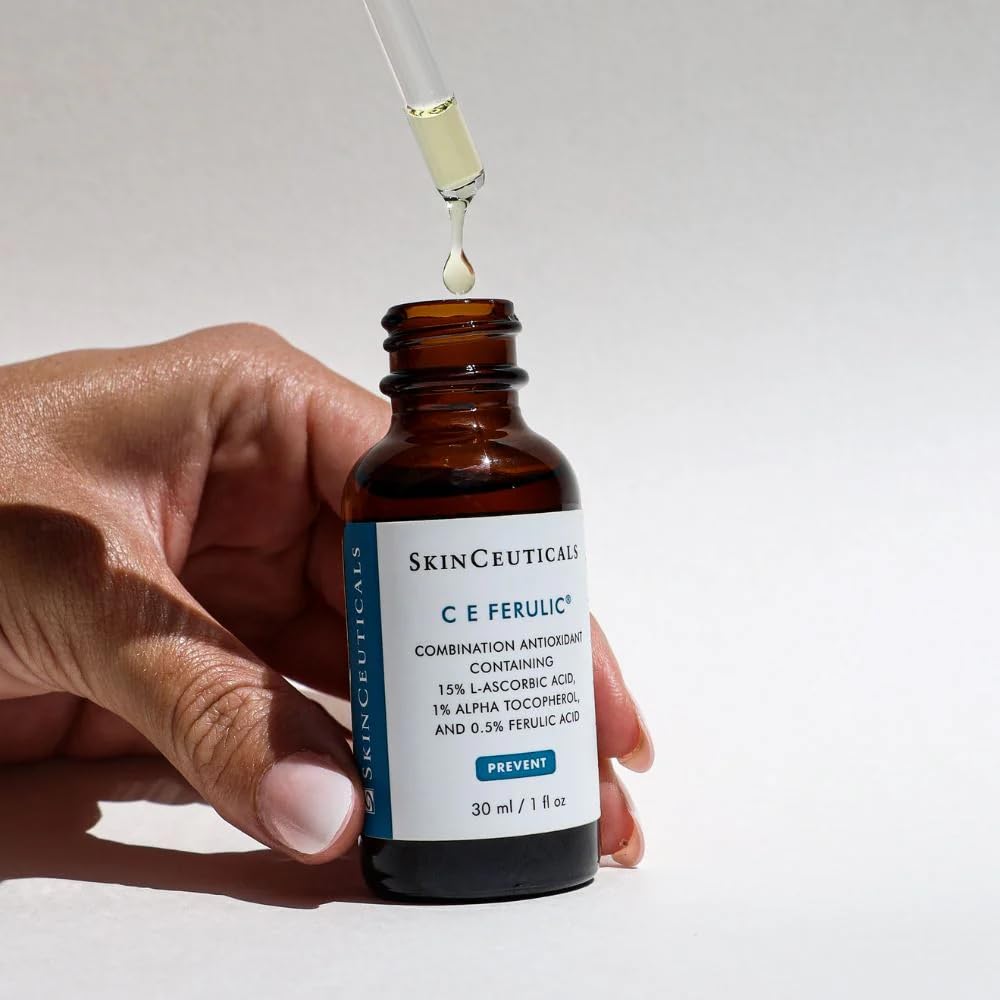 SKINCEUTICALS
C E FERULIC®
COMBINATION ANTIOXIDANT
CONTAINING
15% L-ASCORBIC ACID,
1% ALPHA TOCOPHEROL,
AND 0.5% FERULIC ACID
PREVENT
30 ml / 1 fl oz
SKINCEUTICALS